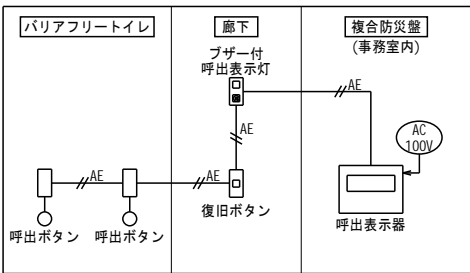 バリアフリートイレ
廊下
複合防災盤
(事務室内)
ブザー付
呼出表示灯
AE
AE
AC
100V
AE
AE
復旧ボタン
呼出表示器
呼出ボタン
呼出ボタン